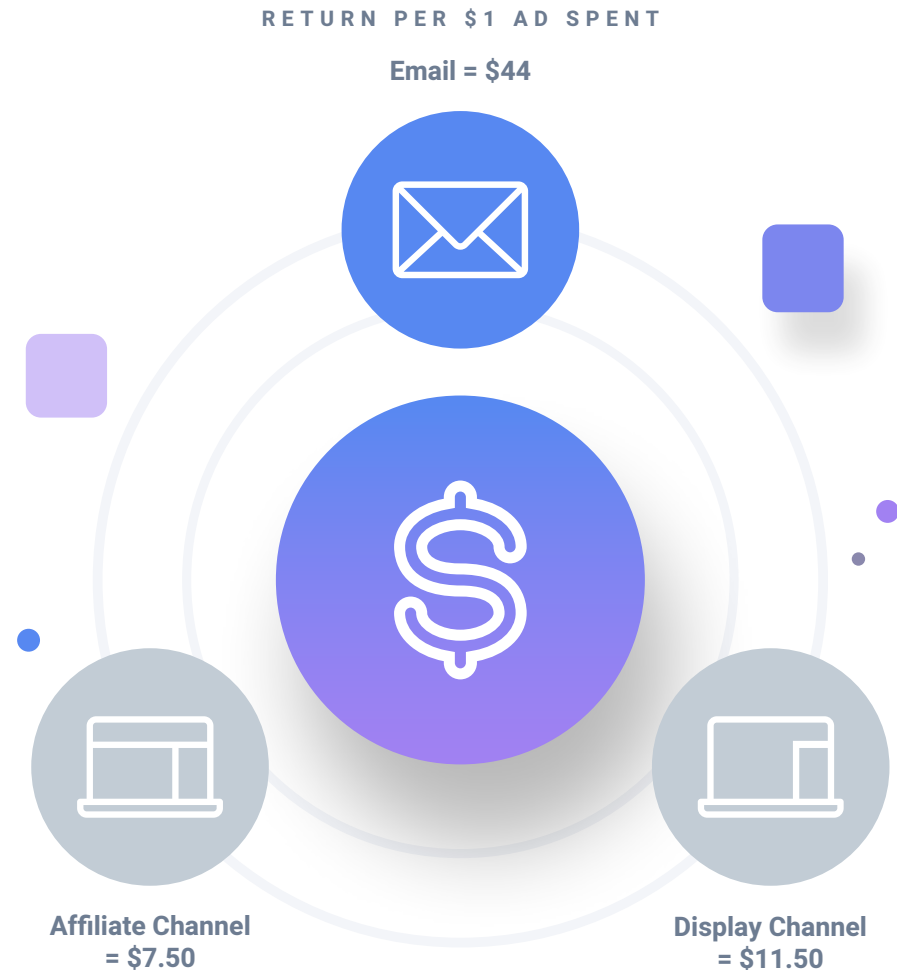 RETURN PER $1 AD SPENT
Email = $44
Affiliate Channel
= $7.50
Display Channel
= $11.50